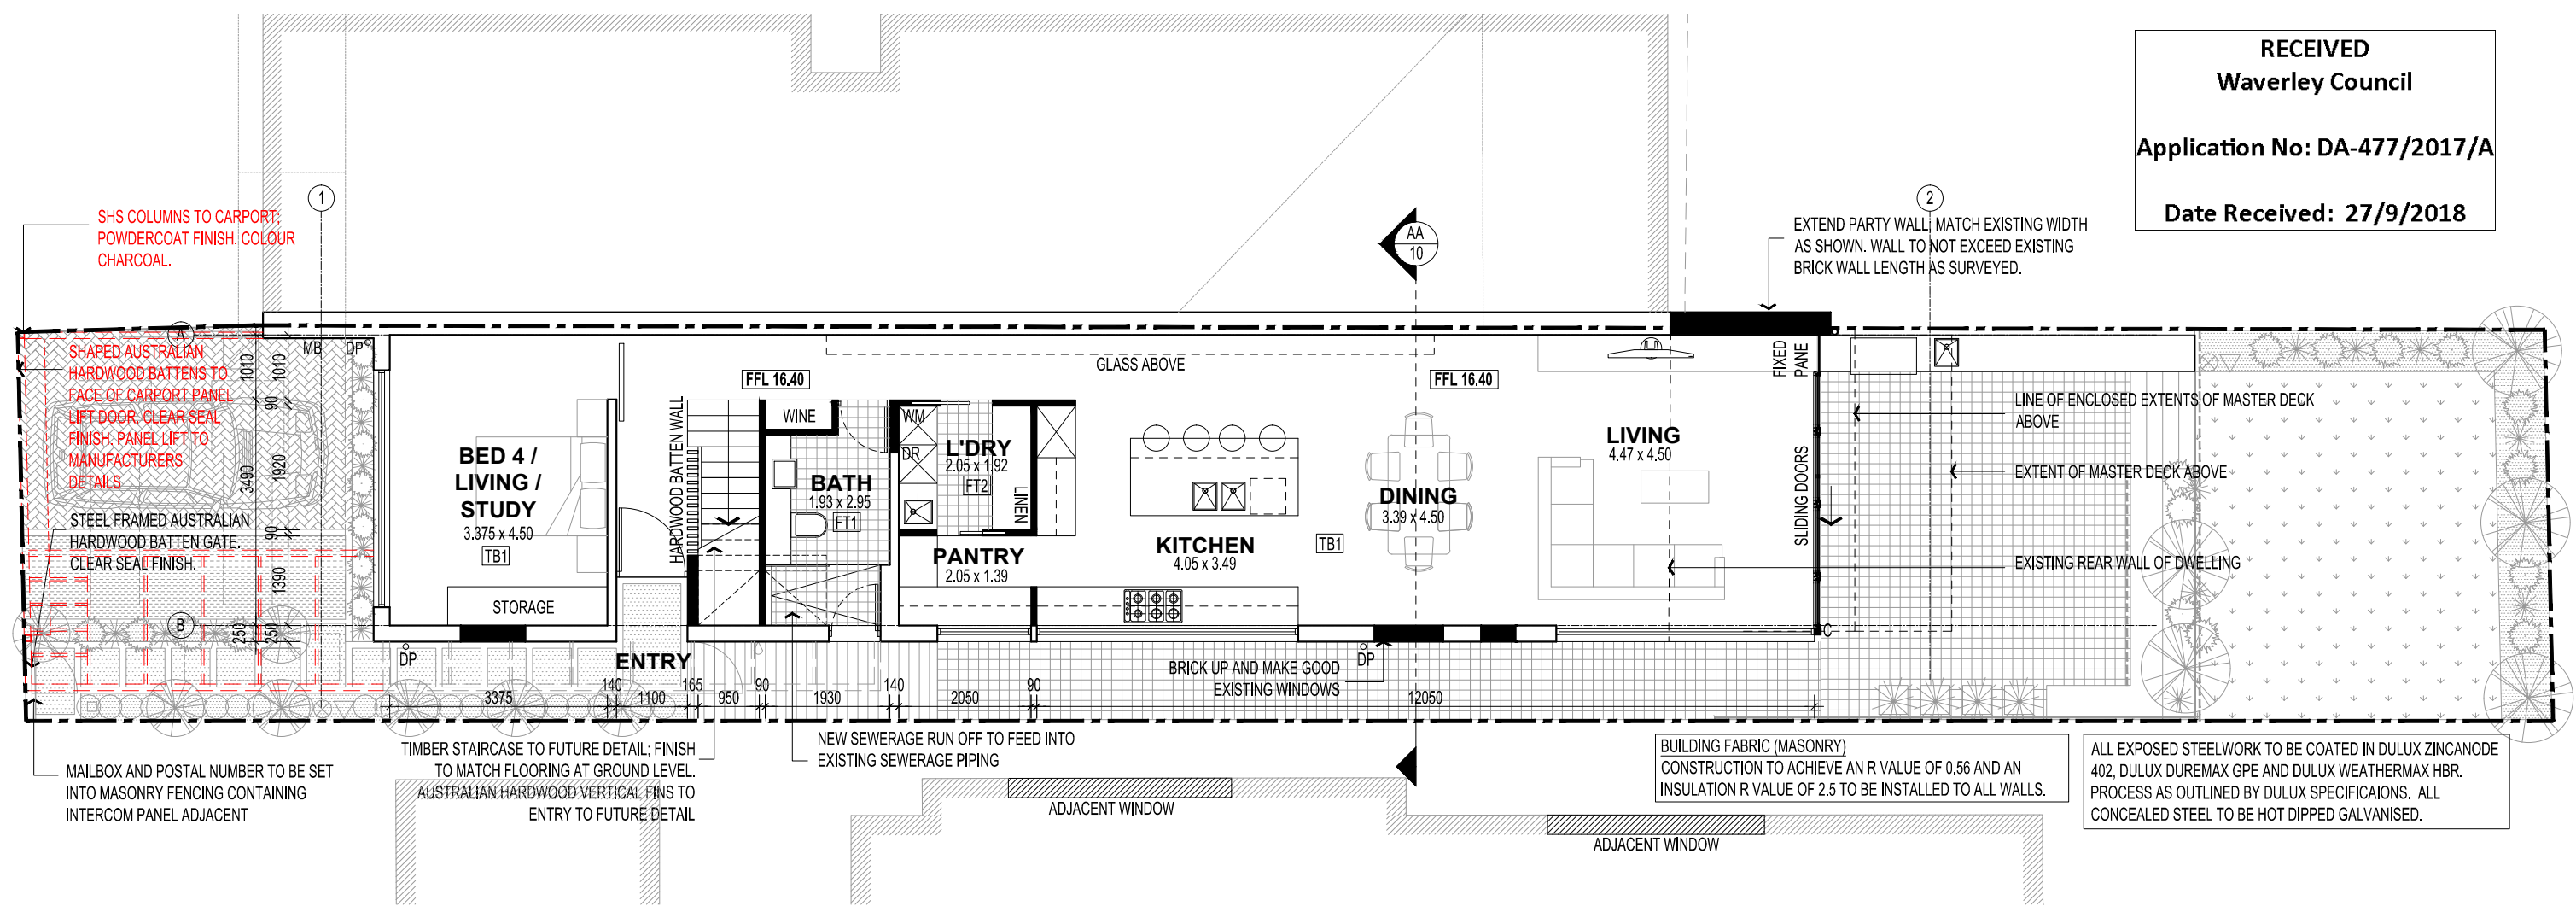 RECEIVED
Waverley Council
Application No: DA-477/2017/A
Date Received: 27/9/2018
1
2
SHS COLUMNS TO CARPORT;
POWDERCOAT FINISH. COLOUR
CHARCOAL.
AA
10
EXTEND PARTY WALL; MATCH EXISTING WIDTH
AS SHOWN. WALL TO NOT EXCEED EXISTING
BRICK WALL LENGTH AS SURVEYED.
A
MB
DP
SHAPED AUSTRALIAN
HARDWOOD BATTENS TO
FACE OF CARPORT PANEL
LIFT DOOR. CLEAR SEAL
FINISH. PANEL LIFT TO
MANUFACTURERS
DETAILS
STEEL FRAMED AUSTRALIAN
HARDWOOD BATTEN GATE.
CLEAR SEAL FINISH.
1010
3490
250
1010
90
1920
90
1390
250
B
BED 4 /
LIVING /
STUDY
3.375 x 4.50
TB1
STORAGE
FFL 16.40
HARDWOOD BATTEN WALL
WINE
BATH
1.93 x 2.95
FT1
WM
DR
L'DRY
2.05 x 1.92
FT2
LINEN
PANTRY
2.05 x 1.39
GLASS ABOVE
KITCHEN
4.05 x 3.49
TB1
FFL 16.40
DINING
3.39 x 4.50
LIVING
4.47 x 4.50
FIXED
PANE
SLIDING DOORS
LINE OF ENCLOSED EXTENTS OF MASTER DECK
ABOVE
EXTENT OF MASTER DECK ABOVE
EXISTING REAR WALL OF DWELLING
C
DP
ENTRY
BRICK UP AND MAKE GOOD
EXISTING WINDOWS
DP
3375
140
1100
165
950
90
1930
140
2050
90
12050
MAILBOX AND POSTAL NUMBER TO BE SET
INTO MASONRY FENCING CONTAINING
INTERCOM PANEL ADJACENT
TIMBER STAIRCASE TO FUTURE DETAIL; FINISH
TO MATCH FLOORING AT GROUND LEVEL.
AUSTRALIAN HARDWOOD VERTICAL FINS TO
ENTRY TO FUTURE DETAIL
NEW SEWERAGE RUN OFF TO FEED INTO
EXISTING SEWERAGE PIPING
ADJACENT WINDOW
ADJACENT WINDOW
BUILDING FABRIC (MASONRY)
CONSTRUCTION TO ACHIEVE AN R VALUE OF 0.56 AND AN
INSULATION R VALUE OF 2.5 TO BE INSTALLED TO ALL WALLS.
ALL EXPOSED STEELWORK TO BE COATED IN DULUX ZINCANODE
402, DULUX DUREMAX GPE AND DULUX WEATHERMAX HBR.
PROCESS AS OUTLINED BY DULUX SPECIFICAIONS. ALL
CONCEALED STEEL TO BE HOT DIPPED GALVANISED.